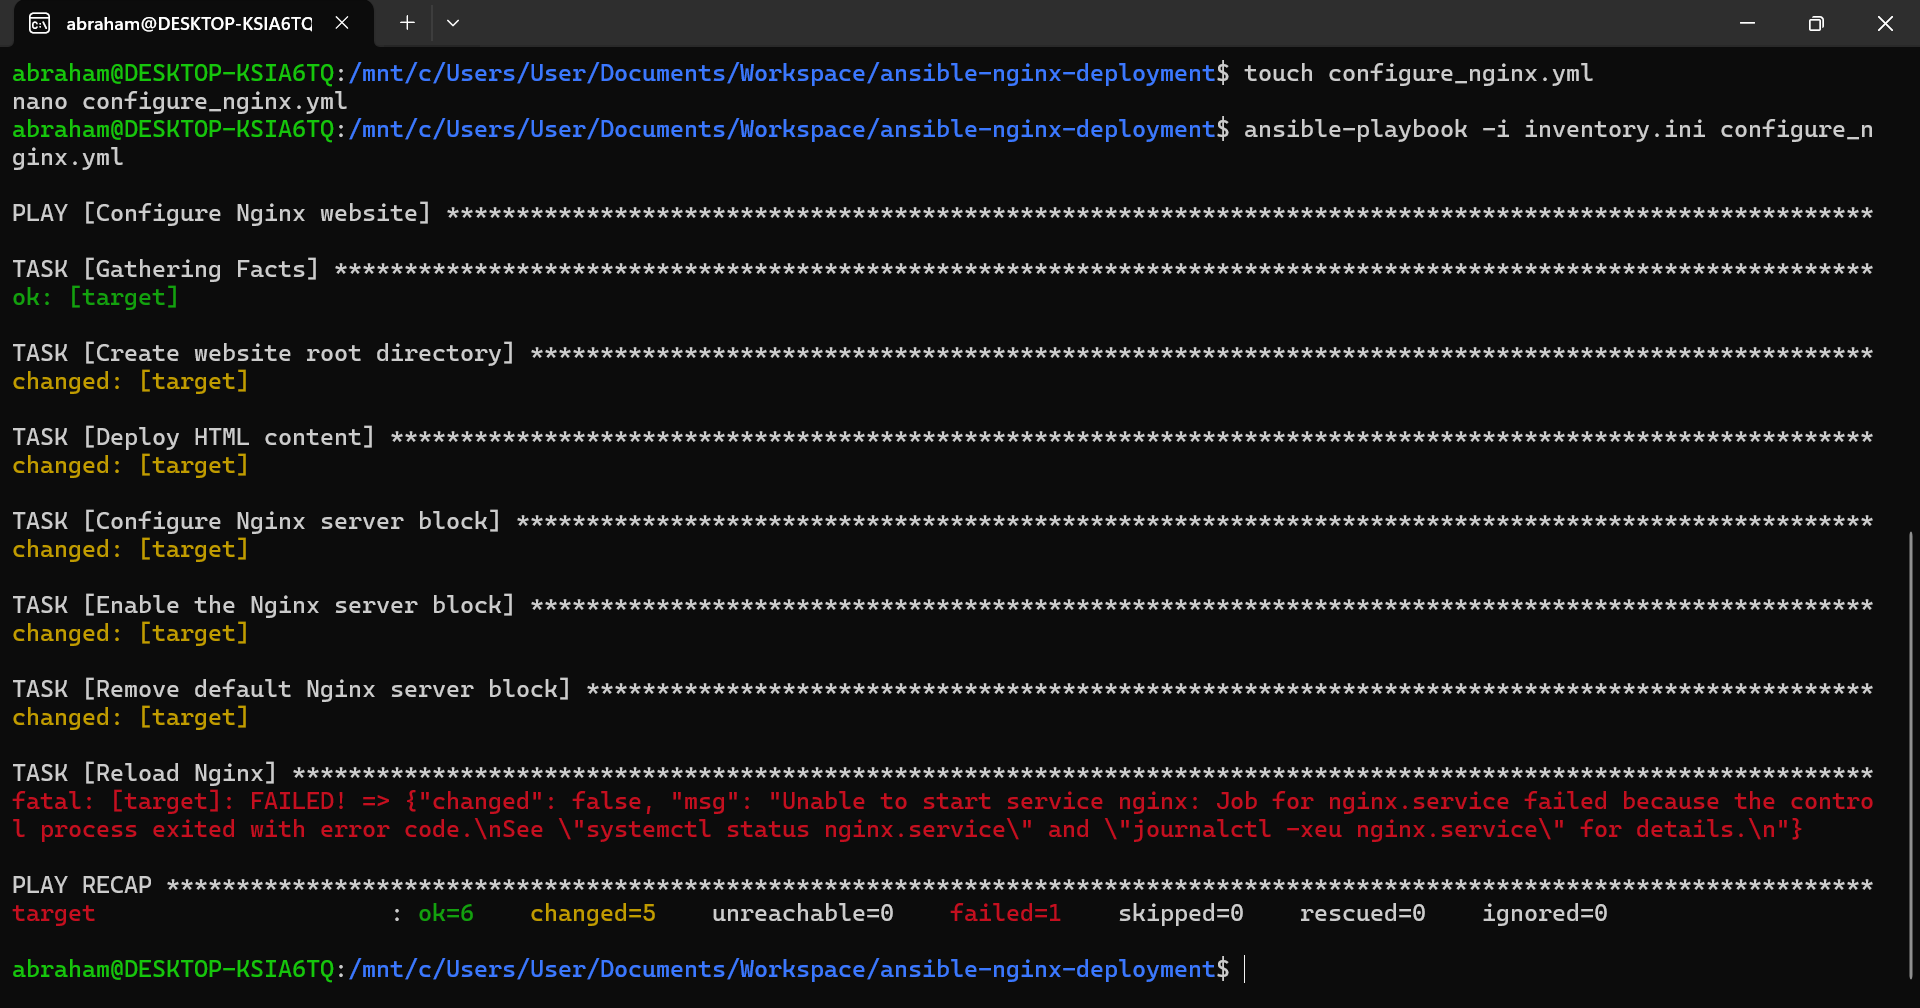 abraham@DESKTOP-KSIA6TQ
abraham@DESKTOP-KSIA6TQ:/mnt/c/Users/User/Documents/Workspace/ansible-nginx-deployment$ touch configure_nginx.yml
nano configure_nginx.yml
abraham@DESKTOP-KSIA6TQ:/mnt/c/Users/User/Documents/Workspace/ansible-nginx-deployment$ ansible-playbook -i inventory.ini configure_n
ginx.yml
PLAY [Configure Nginx website] ******************************************************************************************************
TASK [Gathering Facts] **************************************************************************************************************
ok: [target]
TASK [Create website root directory] ************************************************************************************************
changed: [target]
TASK [Deploy HTML content] **********************************************************************************************************
changed: [target]
TASK [Configure Nginx server block] *************************************************************************************************
changed: [target]
TASK [Enable the Nginx server block] ************************************************************************************************
changed: [target]
TASK [Remove default Nginx server block] ********************************************************************************************
changed: [target]
TASK [Reload Nginx] *****************************************************************************************************************
fatal: [target]: FAILED! => {"changed": false, "msg": "Unable to start service nginx: Job for nginx.service failed because the contro
l process exited with error code.\nSee \"systemctl status nginx.service\" and \"journalctl -xeu nginx.service\" for details.\n"}
PLAY RECAP **************************************************************************************************************************
target                     : ok=6    changed=5    unreachable=0    failed=1    skipped=0    rescued=0    ignored=0
abraham@DESKTOP-KSIA6TQ:/mnt/c/Users/User/Documents/Workspace/ansible-nginx-deployment$